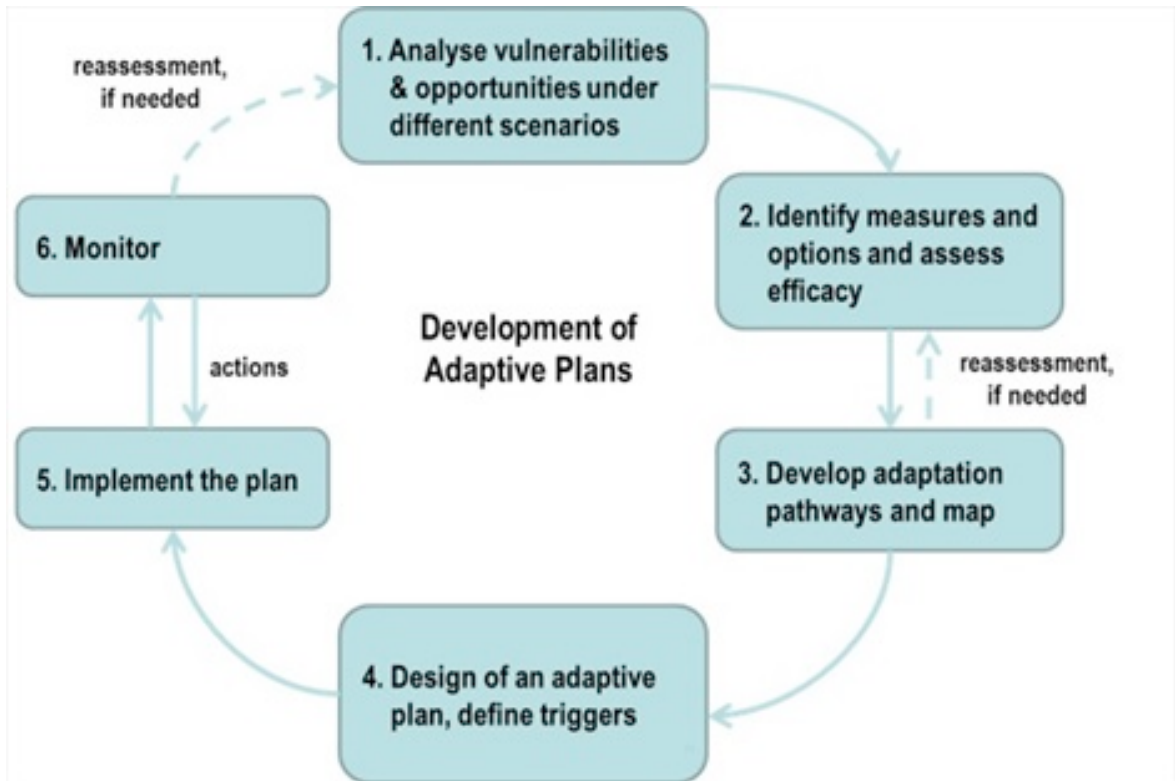 reassessment,
if needed
1. Analyse vulnerabilities
& opportunities under
different scenarios
2. Identify measures and
options and assess
efficacy
6. Monitor
Development of
Adaptive Plans
actions
reassessment,
if needed
5. Implement the plan
3. Develop adaptation
pathways and map
4. Design of an adaptive
plan, define triggers